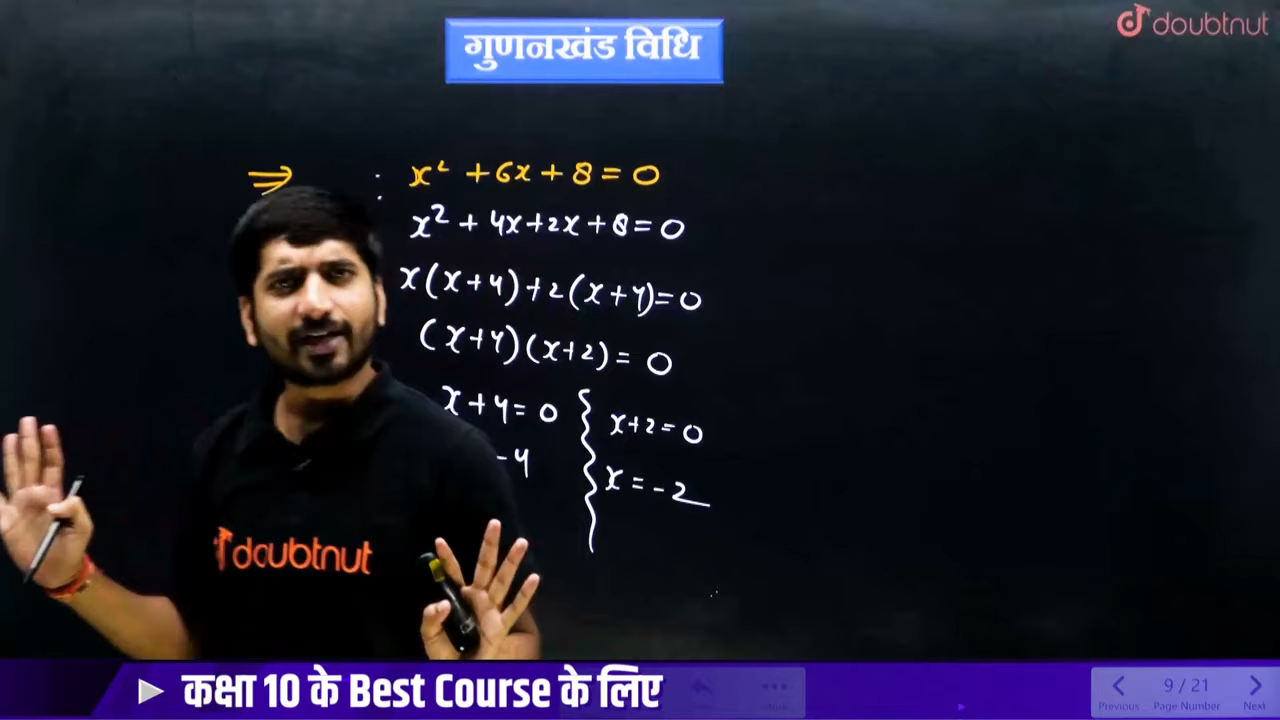 गुणनखंड विधि
doubtnut
⇒ : x² + 6x + 8 = 0
x² + 4x + 2x + 8 = 0
x(x+4) + 2(x+4) = 0
(x+4)(x+2) = 0
x+4 = 0
x+2 = 0
-4
x = -2
doubtnut
कक्षा 10 के Best Course के लिए
9 / 21
Previous Page Number Next